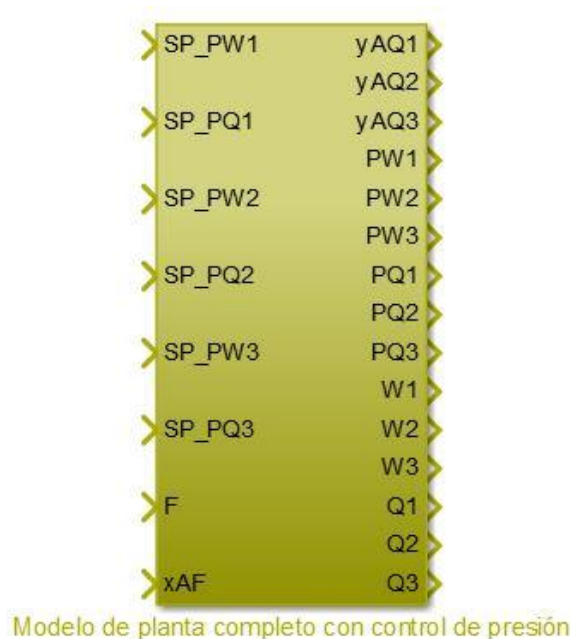 SP_PW1 yAQ1
yAQ2
SP_PQ1 yAQ3
PW1
SP_PW2 PW2
PW3
SP_PQ2 PQ1
PQ2
SP_PW3 PQ3
W1
SP_PQ3 W2
W3
F Q1
Q2
xAF Q3
Modelo de planta completo con control de presión